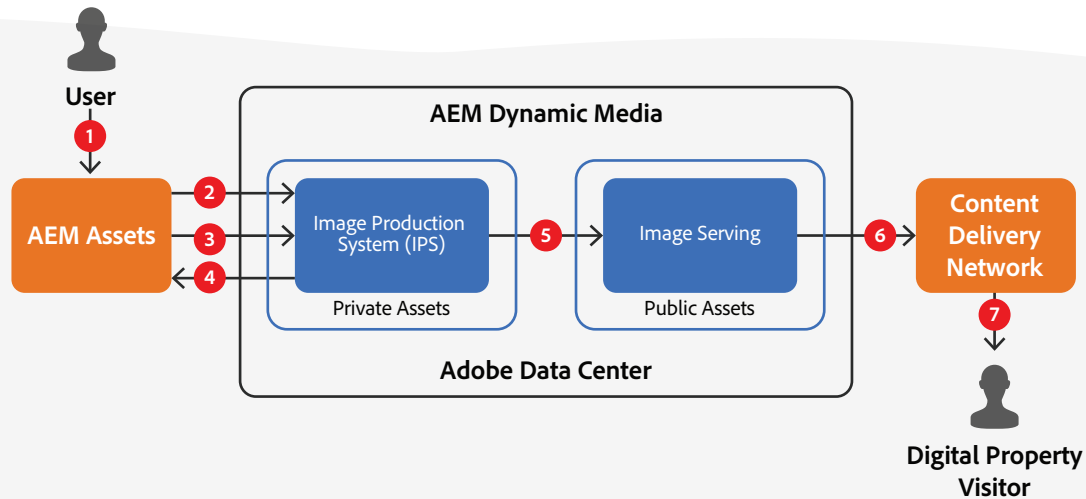 User
1
AEM Dynamic Media
AEM Assets
2
3
4
Image Production
System (IPS)
Private Assets
5
Image Serving
Public Assets
6
Content
Delivery
Network
Adobe Data Center
7
Digital Property
Visitor